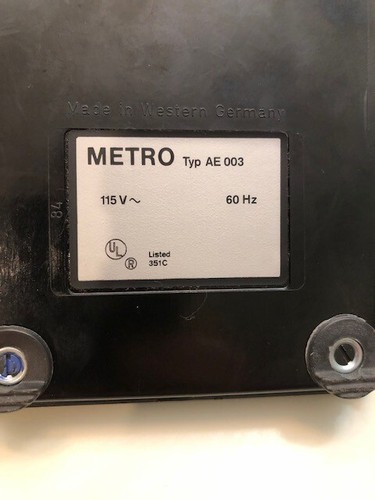 Made in Western Germany
METRO Typ AE 003
115 V ~ 60 Hz
84
UL
®
Listed
351C